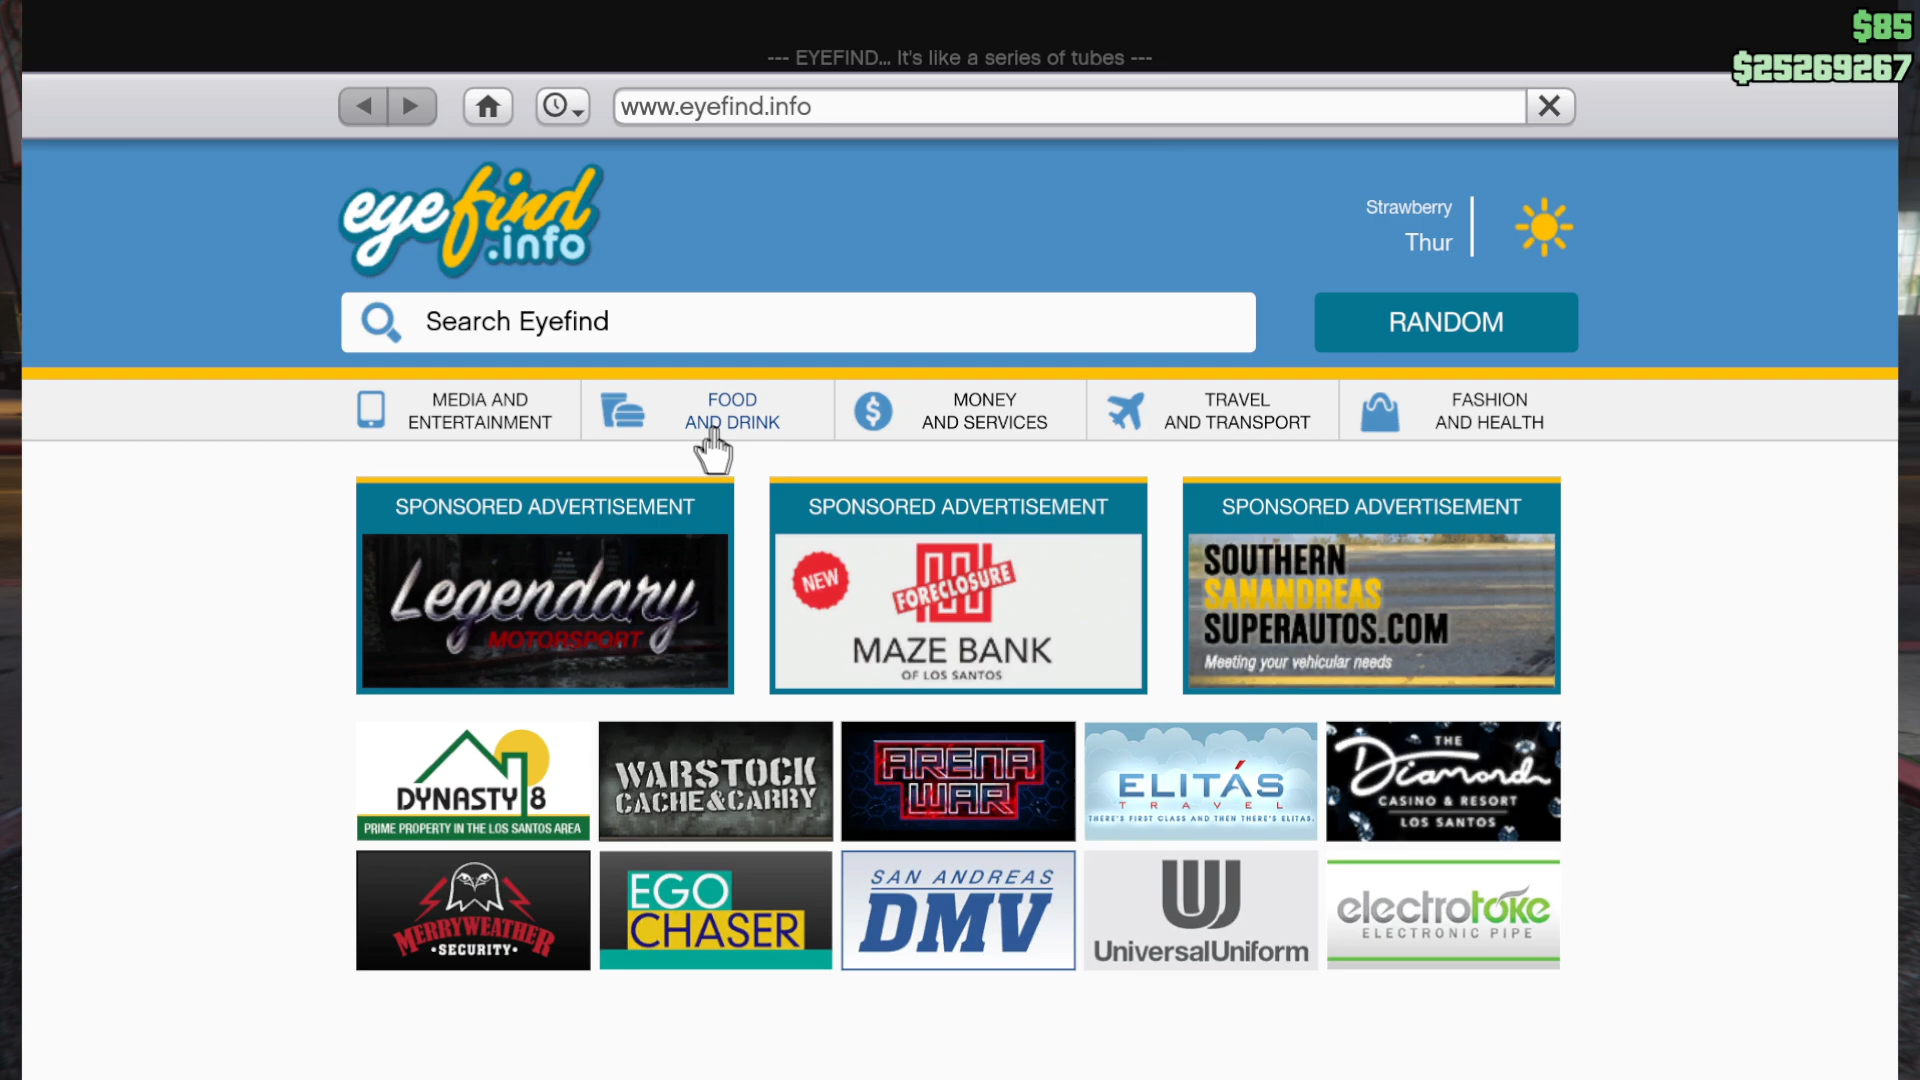 $85
$25269267
--- EYEFIND... It's like a series of tubes ---
www.eyefind.info
eyefind
.info
Strawberry
Thur
Search Eyefind
RANDOM
MEDIA AND
ENTERTAINMENT
FOOD
AND DRINK
MONEY
AND SERVICES
TRAVEL
AND TRANSPORT
FASHION
AND HEALTH
SPONSORED ADVERTISEMENT
Legendary
MOTORSPORT
SPONSORED ADVERTISEMENT
NEW
FORECLOSURE
MAZE BANK
OF LOS SANTOS
SPONSORED ADVERTISEMENT
SOUTHERN
SANANDREAS
SUPERAUTOS.COM
Meeting your vehicular needs
DYNASTY 8
PRIME PROPERTY IN THE LOS SANTOS AREA
WARSTOCK
CACHE&CARRY
ARENA
WAR
ELITÁS
TRAVEL
THERE'S FIRST CLASS AND THEN THERE'S ELITAS.
THE
Diamond
CASINO & RESORT
LOS SANTOS
MERRYWEATHER
·SECURITY·
EGO
CHASER
SAN ANDREAS
DMV
UniversalUniform
electrotoke
ELECTRONIC PIPE